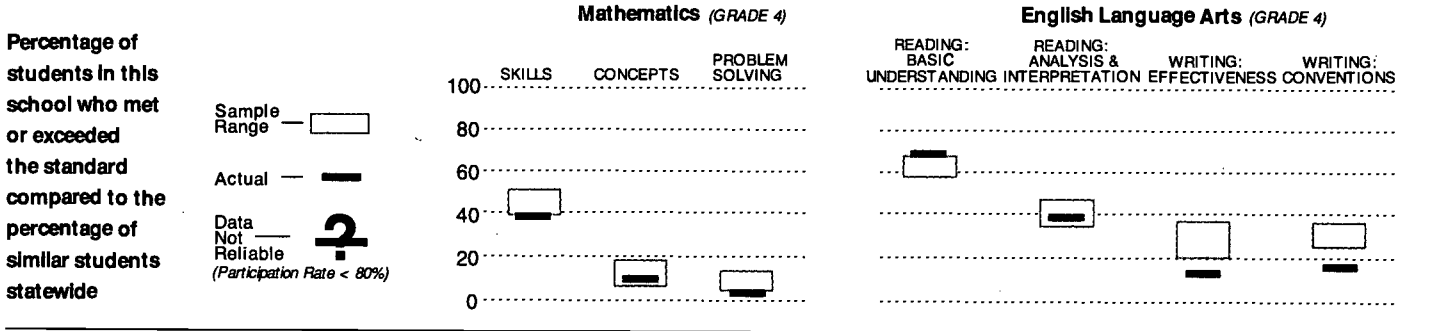 Mathematics (GRADE 4)
English Language Arts (GRADE 4)
Percentage of
students in this
school who met
or exceeded
the standard
compared to the
percentage of
similar students
statewide
Sample
Range
Actual
Data
Not
Reliable
(Participation Rate < 80%)
?
SKILLS
CONCEPTS
PROBLEM
SOLVING
100
80
60
40
20
0
READING:
BASIC
UNDERSTANDING
READING:
ANALYSIS &
INTERPRETATION
WRITING:
EFFECTIVENESS
WRITING:
CONVENTIONS